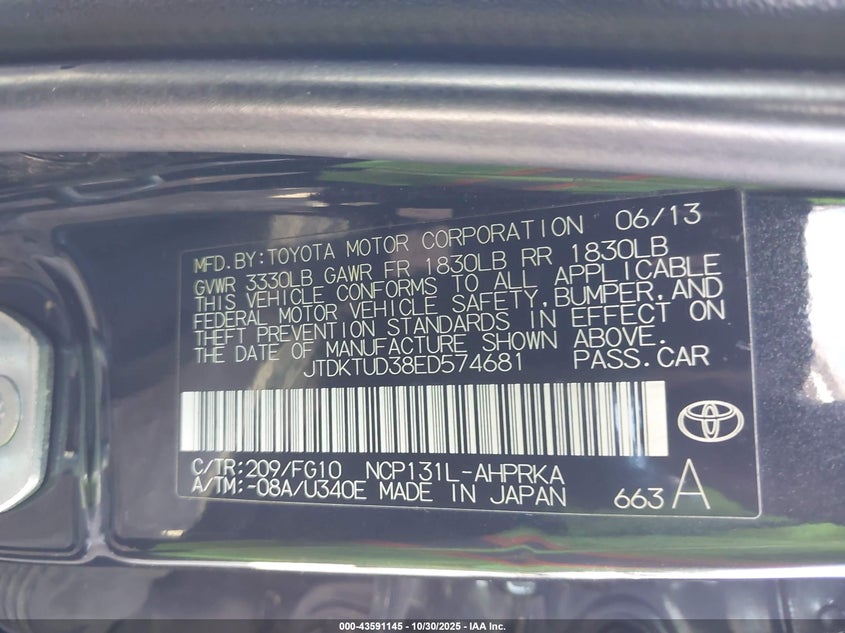 MFD.BY:TOYOTA MOTOR CORPORATION 06/13
GVWR 3330LB GAWR FR 1830LB RR 1830LB
THIS VEHICLE CONFORMS TO ALL APPLICABLE
FEDERAL MOTOR VEHICLE SAFETY,BUMPER,AND
THEFT PREVENTION STANDARDS IN EFFECT ON
THE DATE OF MANUFACTURE SHOWN ABOVE.
JTDKTUD38ED574681 PASS.CAR
C/TR:209/FG10 NCP131L-AHPRKA
A/TM:-08A/U340E MADE IN JAPAN 663 A
000-43591145 - 10/30/2025 - IAA Inc.